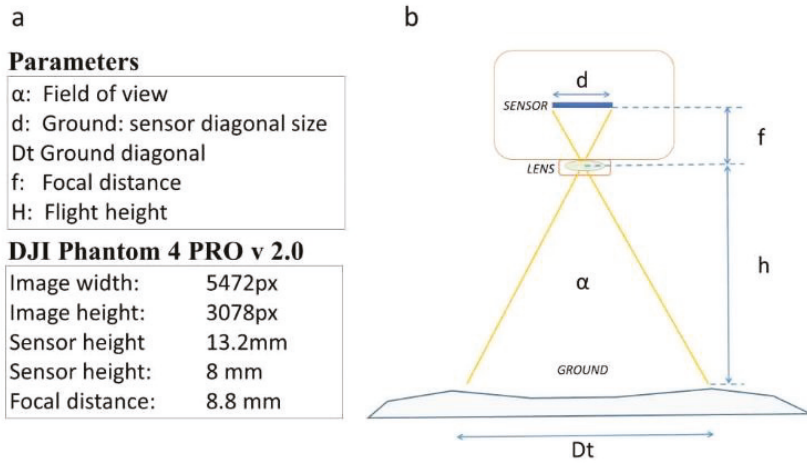 a
Parameters
α: Field of view
d: Ground: sensor diagonal size
Dt Ground diagonal
f: Focal distance
H: Flight height
DJI Phantom 4 PRO v 2.0
Image width: 5472px
Image height: 3078px
Sensor height 13.2mm
Sensor height: 8 mm
Focal distance: 8.8 mm
b
d
SENSOR
f
LENS
h
α
GROUND
Dt